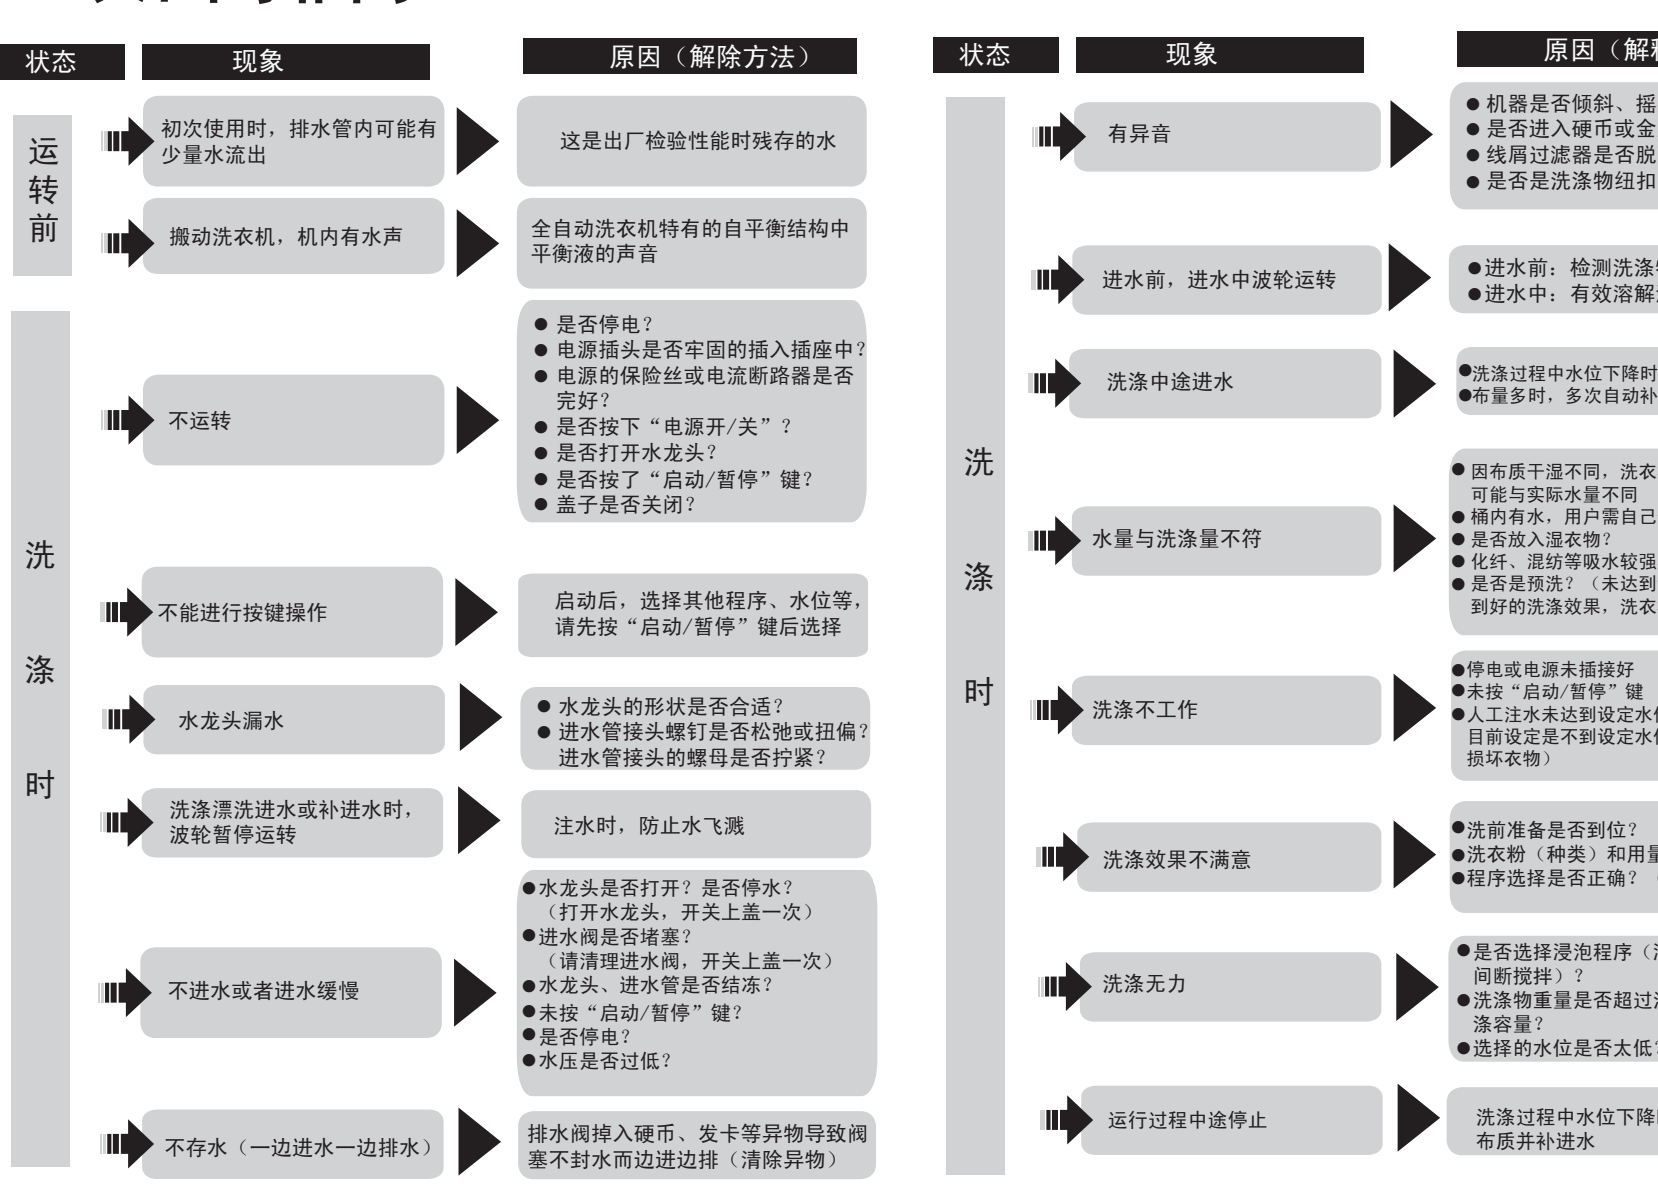 状态
现象
原因（解除方法）
运转前
初次使用时，排水管内可能有
少量水流出
这是出厂检验性能时残存的水
搬动洗衣机，机内有水声
全自动洗衣机特有的自平衡结构中
平衡液的声音
洗涤时
不运转
● 是否停电？
● 电源插头是否牢固的插入插座中？
● 电源的保险丝或电流断路器是否
完好？
● 是否按下“电源开/关”？
● 是否打开水龙头？
● 是否按了“启动/暂停”键？
● 盖子是否关闭？
不能进行按键操作
启动后，选择其他程序、水位等，
请先按“启动/暂停”键后选择
水龙头漏水
● 水龙头的形状是否合适？
● 进水管接头螺钉是否松弛或扭偏？
进水管接头的螺母是否拧紧？
洗涤漂洗进水或补进水时，
波轮暂停运转
注水时，防止水飞溅
不进水或者进水缓慢
●水龙头是否打开？是否停水？
（打开水龙头，开关上盖一次）
●进水阀是否堵塞？
（请清理进水阀，开关上盖一次）
●水龙头、进水管是否结冻？
●未按“启动/暂停”键？
●是否停电？
●水压是否过低？
不存水（一边进水一边排水）
排水阀掉入硬币、发卡等异物导致阀
塞不封水而边进边排（清除异物）
状态
现象
原因（解
洗涤时
有异音
● 机器是否倾斜、摇
● 是否进入硬币或金
● 线屑过滤器是否脱
● 是否是洗涤物纽扣
进水前，进水中波轮运转
●进水前：检测洗涤
●进水中：有效溶解
洗涤中途进水
●洗涤过程中水位下降时
●布量多时，多次自动补
水量与洗涤量不符
● 因布质干湿不同，洗衣
可能与实际水量不同
● 桶内有水，用户需自己
● 是否放入湿衣物？
● 化纤、混纺等吸水较强
● 是否是预洗？（未达到
到好的洗涤效果，洗衣
洗涤不工作
●停电或电源未插接好
●未按“启动/暂停”键
●人工注水未达到设定水
目前设定是不到设定水
损坏衣物）
洗涤效果不满意
●洗前准备是否到位？
●洗衣粉（种类）和用量
●程序选择是否正确？
洗涤无力
●是否选择浸泡程序（
间断搅拌）？
●洗涤物重量是否超过
涤容量？
●选择的水位是否太低？
运行过程中途停止
洗涤过程中水位下降
布质并补进水